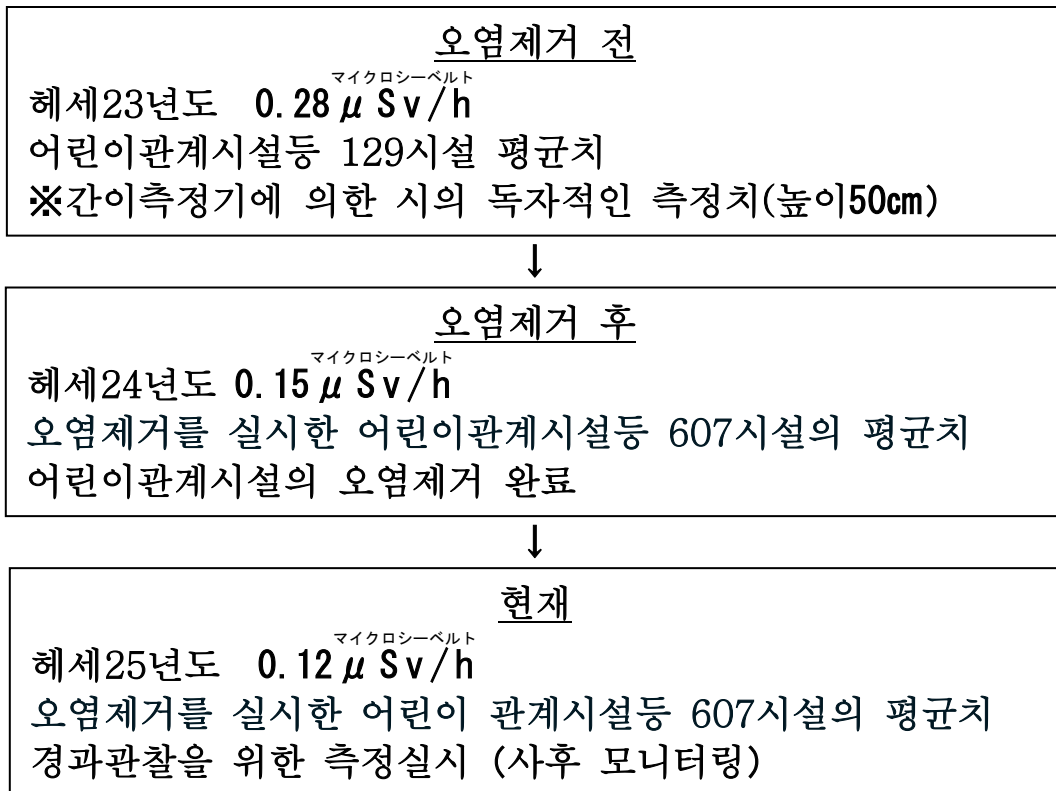 오염제거 전
マイクロシーベルト
헤세23년도 0.28μSv/h
어린이관계시설등 129시설 평균치
※간이측정기에 의한 시의 독자적인 측정치(높이50㎝)
↓
오염제거 후
マイクロシーベルト
헤세24년도 0.15μSv/h
오염제거를 실시한 어린이관계시설등 607시설의 평균치
어린이관계시설의 오염제거 완료
↓
현재
マイクロシーベルト
헤세25년도 0.12μSv/h
오염제거를 실시한 어린이 관계시설등 607시설의 평균치
경과관찰을 위한 측정실시 (사후 모니터링)